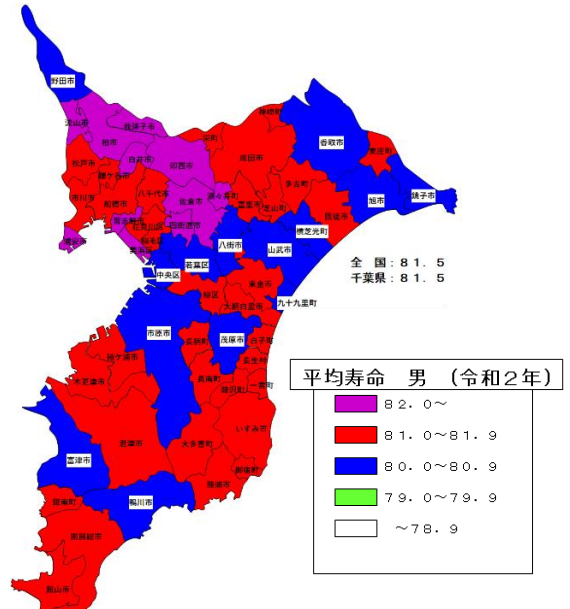 野田市
流山市
我孫子市
柏市
神崎町
栄町
香取市
松戸市
白井市
印西市
成田市
東庄町
鎌ケ谷市
市川市
船橋市
八千代市
佐倉市
酒々井町
富里市
多古町
芝山町
旭市
銚子市
匝瑳市
習志野市
花見川区
四街道市
浦安市
稲毛区
美浜区
八街市
横芝光町
山武市
若葉区
中央区
全 国：８１．５
千葉県：８１．５
緑区
東金市
大網白里市
九十九里町
市原市
茂原市
白子町
長柄町
袖ケ浦市
長生村
木更津市
長南町
睦沢町
一宮町
いすみ市
君津市
大多喜町
富津市
御宿町
勝浦市
鴨川市
鋸南町
南房総市
館山市
平均寿命　男　（令和２年）
８２．０～
８１．０～８１．９
８０．０～８０．９
７９．０～７９．９
～７８．９